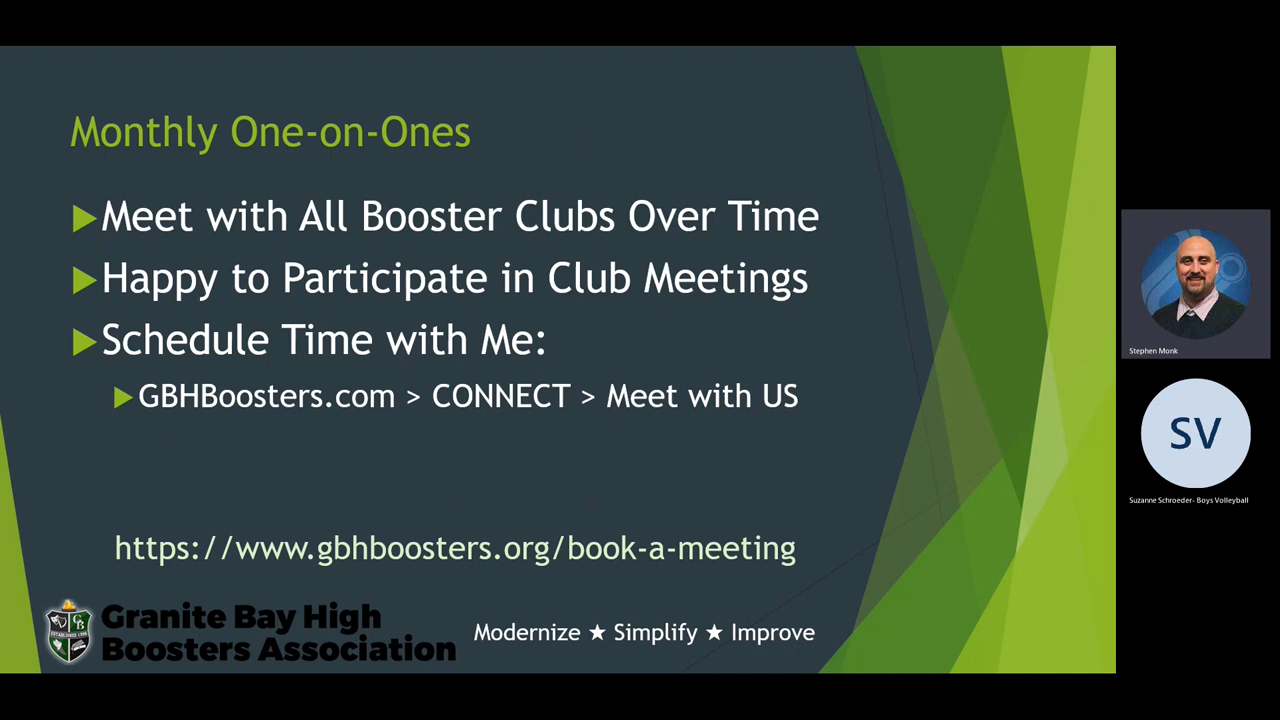 Monthly One-on-Ones
Meet with All Booster Clubs Over Time
Happy to Participate in Club Meetings
Schedule Time with Me:
GBHBoosters.com > CONNECT > Meet with US
https://www.gbhboosters.org/book-a-meeting
Granite Bay High
Boosters Association
Modernize ★ Simplify ★ Improve
Stephen Monk
SV
Suzanne Schroeder- Boys Volleyball